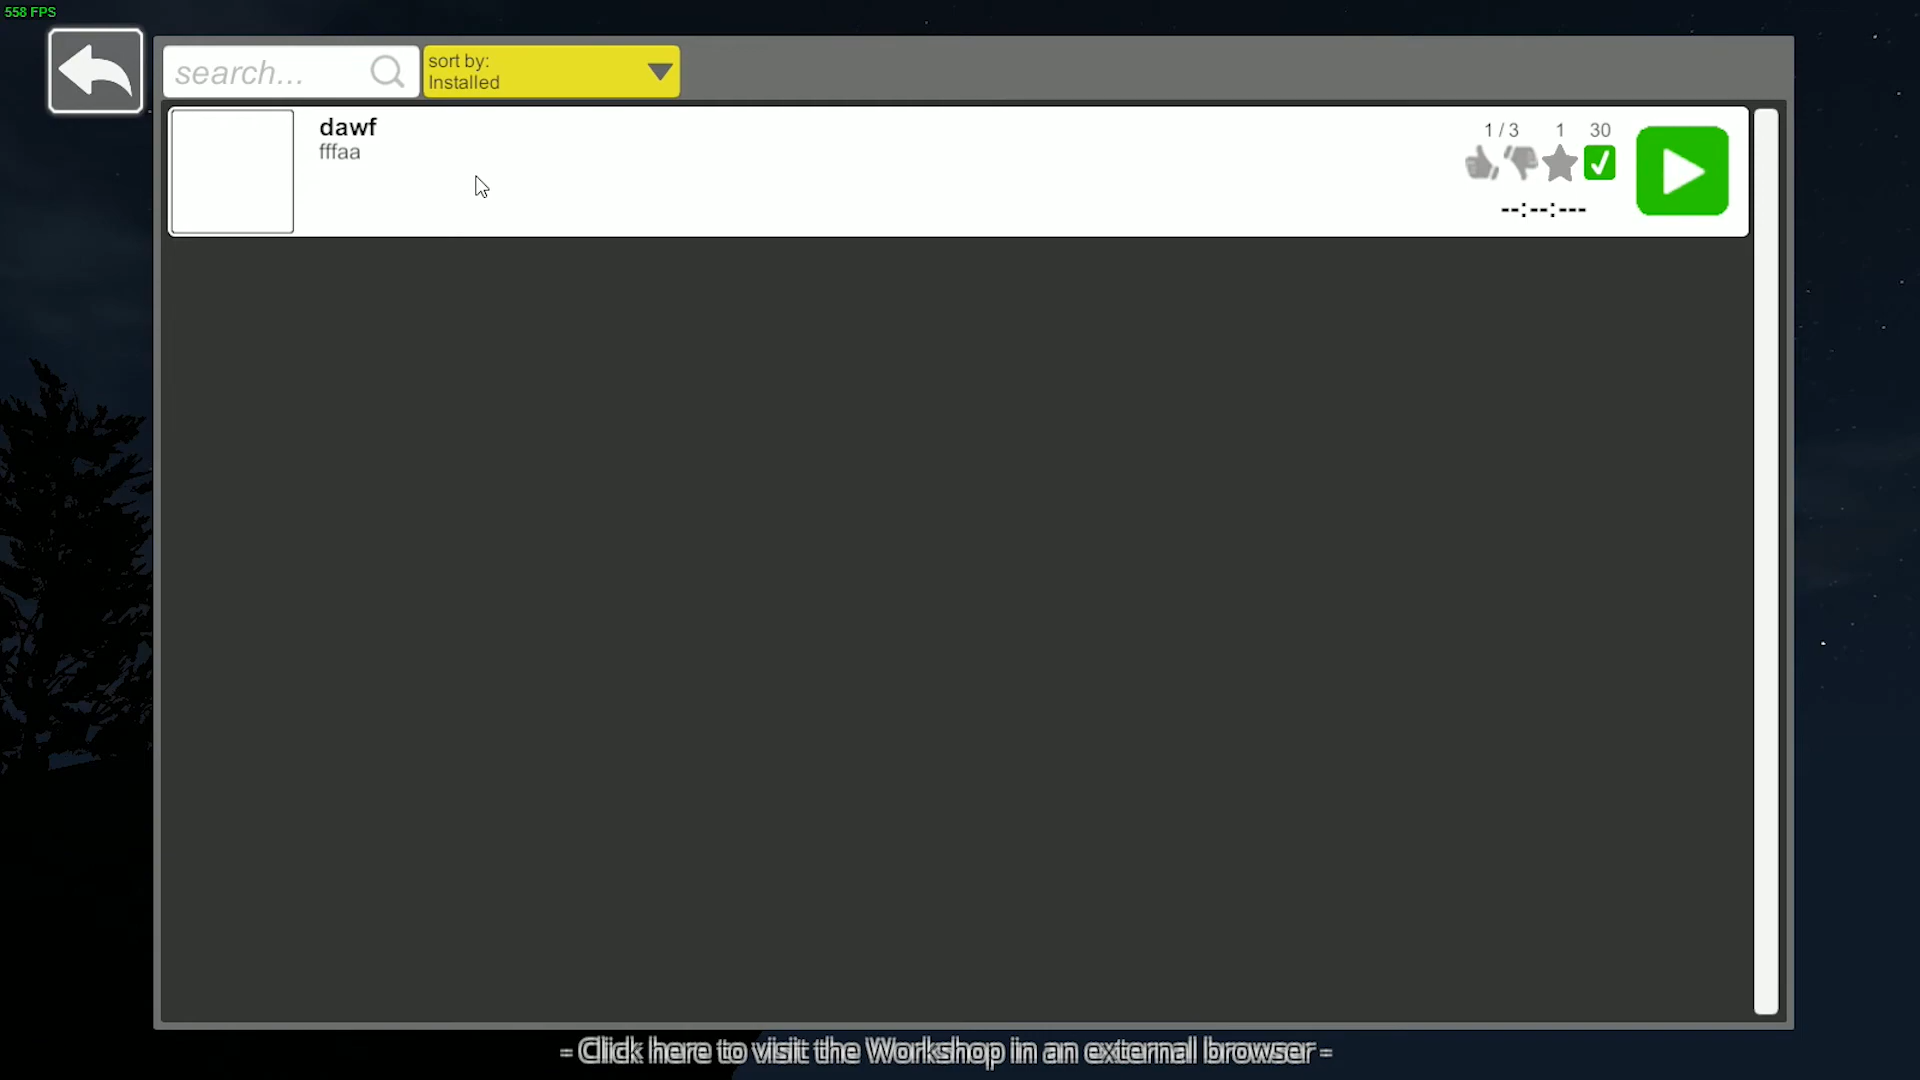 558 FPS
search...
sort by:
Installed
dawf
fffaa
1 / 3 1 30
--:--:---
- Click here to visit the Workshop in an external browser -